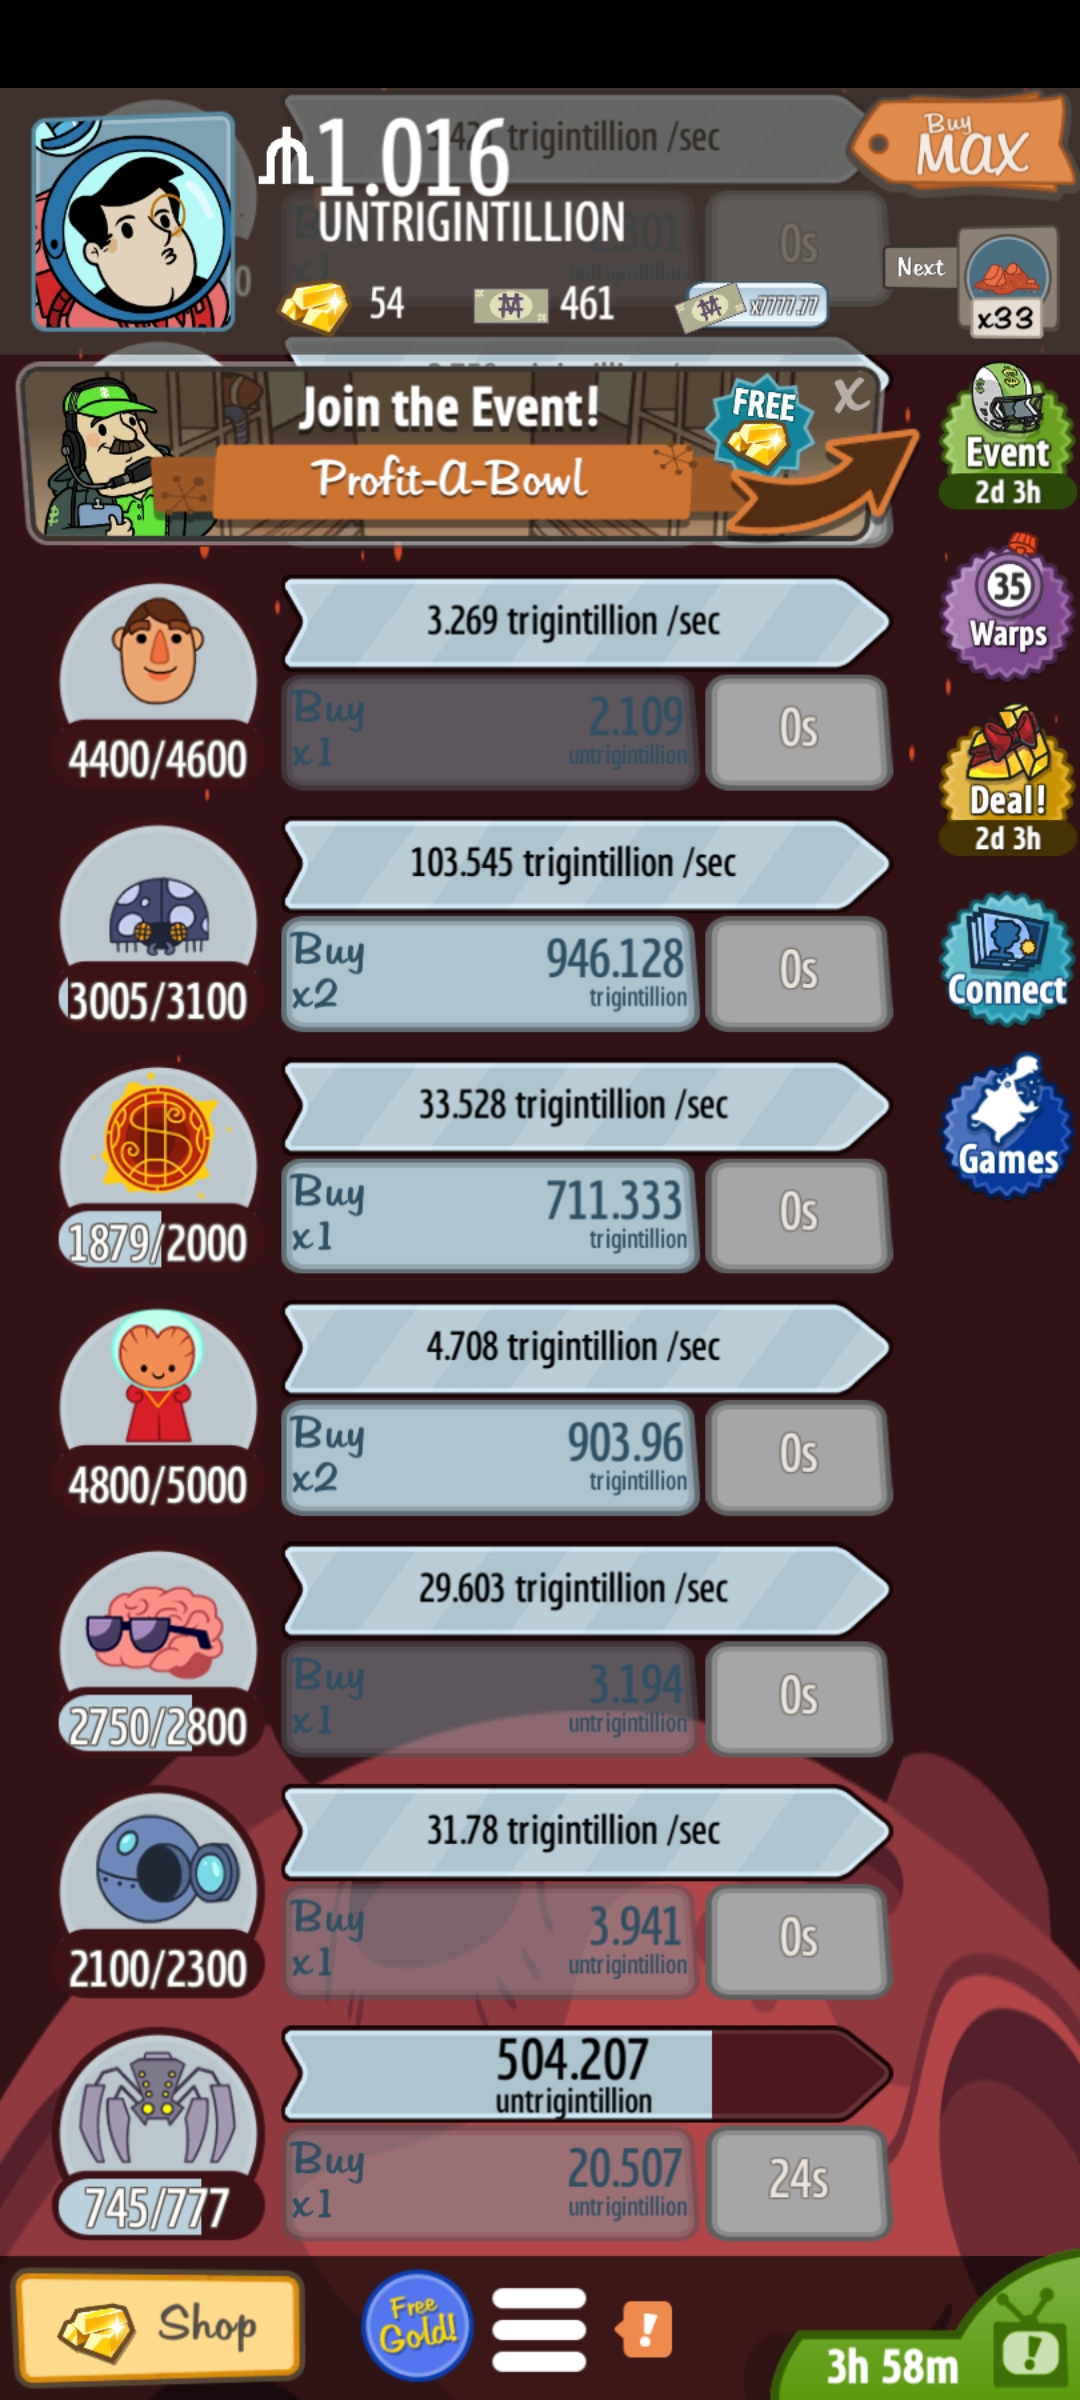 trigintillion /sec
₥1.016
UNTRIGINTILLION
Buy
MAX
0s
54
461
x7777.77
Next
x33
Join the Event!
FREE
X
Profit-A-Bowl
Event
2d 3h
3.269 trigintillion /sec
Buy
x1
2.109
untrigintillion
0s
4400/4600
35
Warps
103.545 trigintillion /sec
Buy
x2
946.128
trigintillion
0s
3005/3100
Deal!
2d 3h
33.528 trigintillion /sec
Buy
x1
711.333
trigintillion
0s
1879/2000
Connect
Games
4.708 trigintillion /sec
Buy
x2
903.96
trigintillion
0s
4800/5000
29.603 trigintillion /sec
Buy
x1
3.194
untrigintillion
0s
2750/2800
31.78 trigintillion /sec
Buy
x1
3.941
untrigintillion
0s
2100/2300
504.207
untrigintillion
Buy
x1
20.507
untrigintillion
24s
745/777
Shop
Free
Gold!
!
3h 58m
!